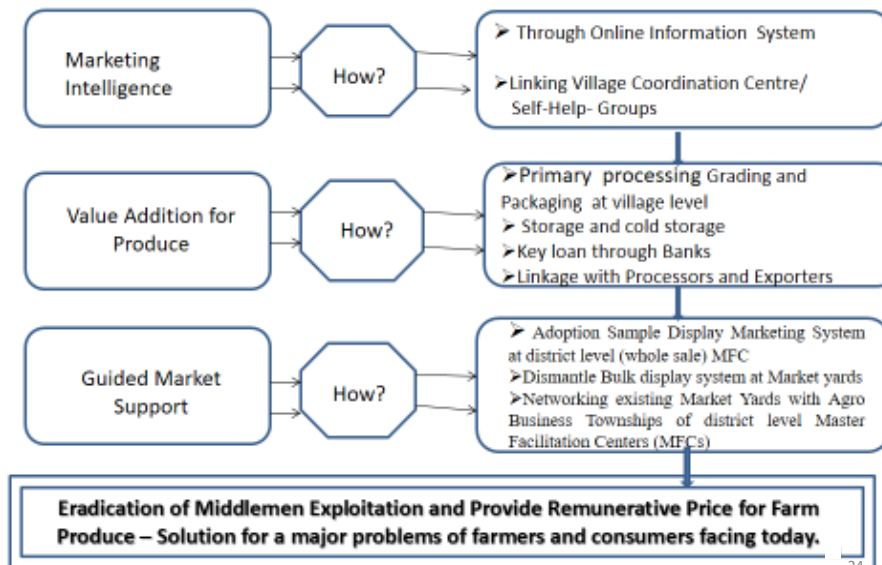 Marketing
Intelligence
How?
➢ Through Online Information System
➢Linking Village Coordination Centre/
Self-Help- Groups
Value Addition for
Produce
How?
➢Primary processing Grading and
Packaging at village level
➢ Storage and cold storage
➢Key loan through Banks
➢Linkage with Processors and Exporters
Guided Market
Support
How?
➢ Adoption Sample Display Marketing System
at district level (whole sale) MFC
➢Dismantle Bulk display system at Market yards
➢Networking existing Market Yards with Agro
Business Townships of district level Master
Facilitation Centers (MFCs)
Eradication of Middlemen Exploitation and Provide Remunerative Price for Farm
Produce – Solution for a major problems of farmers and consumers facing today.